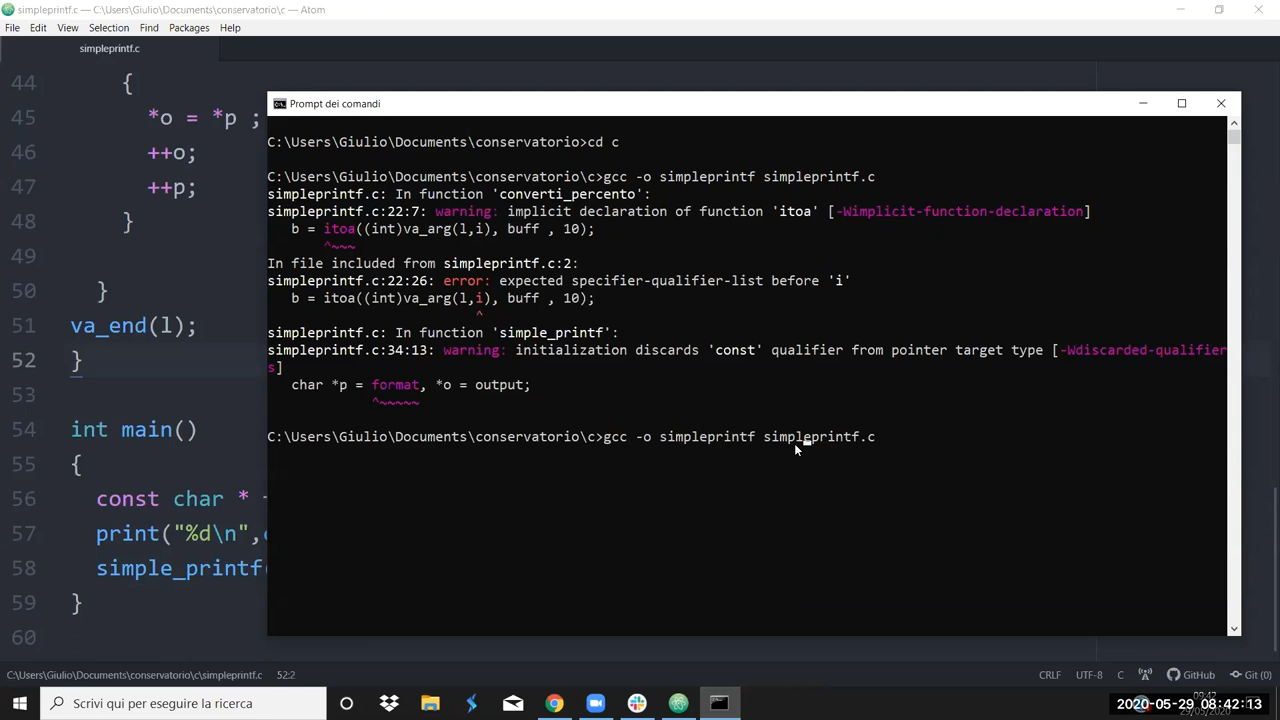 simpleprintf.c — C:\Users\Giulio\Documents\conservatorio\c — Atom
File Edit View Selection Find Packages Help
simpleprintf.c
44 {
45 *o = *p ;
46 ++o;
47 ++p;
48 }
49
50 }
51 va_end(l);
52 }
53
54 int main()
55 {
56 const char *
57 print("%d\n",
58 simple_printf
59 }
60
Prompt dei comandi
C:\Users\Giulio\Documents\conservatorio>cd c
C:\Users\Giulio\Documents\conservatorio\c>gcc -o simpleprintf simpleprintf.c
simpleprintf.c: In function 'converti_percento':
simpleprintf.c:22:7: warning: implicit declaration of function 'itoa' [-Wimplicit-function-declaration]
b = itoa((int)va_arg(l,i), buff , 10);
^~~~
In file included from simpleprintf.c:2:
simpleprintf.c:22:26: error: expected specifier-qualifier-list before 'i'
b = itoa((int)va_arg(l,i), buff , 10);
^
simpleprintf.c: In function 'simple_printf':
simpleprintf.c:34:13: warning: initialization discards 'const' qualifier from pointer target type [-Wdiscarded-qualifier
s]
char *p = format, *o = output;
^~~~~~
C:\Users\Giulio\Documents\conservatorio\c>gcc -o simpleprintf simpleprintf.c
C:\Users\Giulio\Documents\conservatorio\c\simpleprintf.c 52:2 CRLF UTF-8 C GitHub Git (0)
Scrivi qui per eseguire la ricerca
09:42
2020-05-29 08:42:13